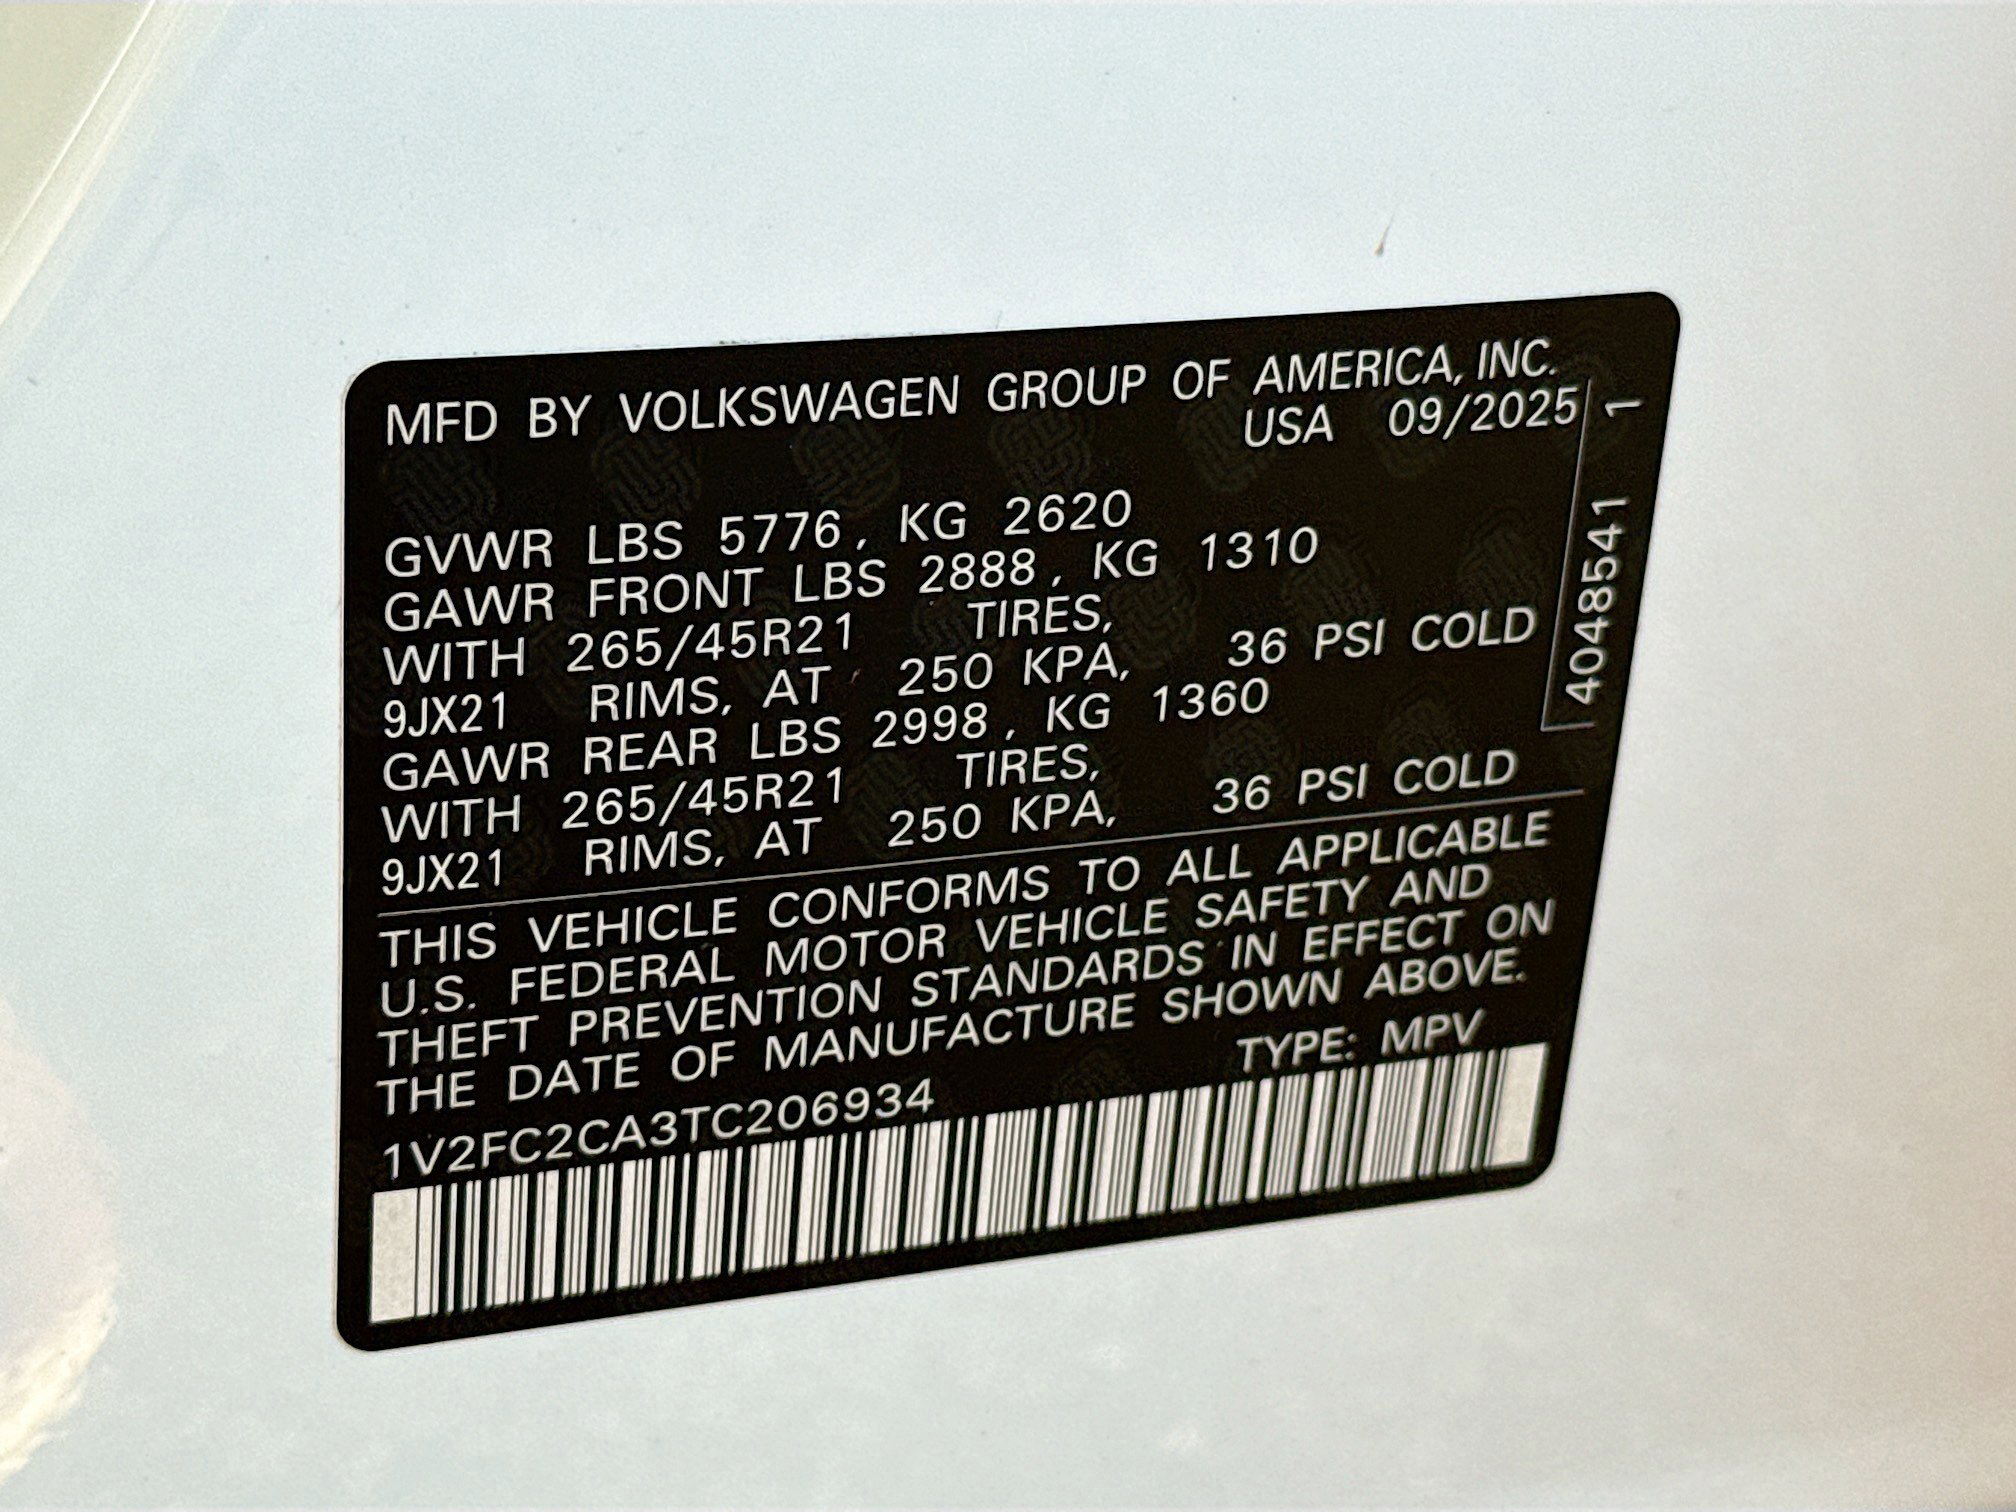 MFD BY VOLKSWAGEN GROUP OF AMERICA, INC.
USA 09/2025
GVWR LBS 5776, KG 2620
GAWR FRONT LBS 2888, KG 1310
WITH 265/45R21 TIRES,
9JX21 RIMS, AT 250 KPA, 36 PSI COLD
GAWR REAR LBS 2998, KG 1360
WITH 265/45R21 TIRES,
9JX21 RIMS, AT 250 KPA, 36 PSI COLD
THIS VEHICLE CONFORMS TO ALL APPLICABLE
U.S. FEDERAL MOTOR VEHICLE SAFETY AND
THEFT PREVENTION STANDARDS IN EFFECT ON
THE DATE OF MANUFACTURE SHOWN ABOVE.
TYPE: MPV
1V2FC2CA3TC206934
4048541 1